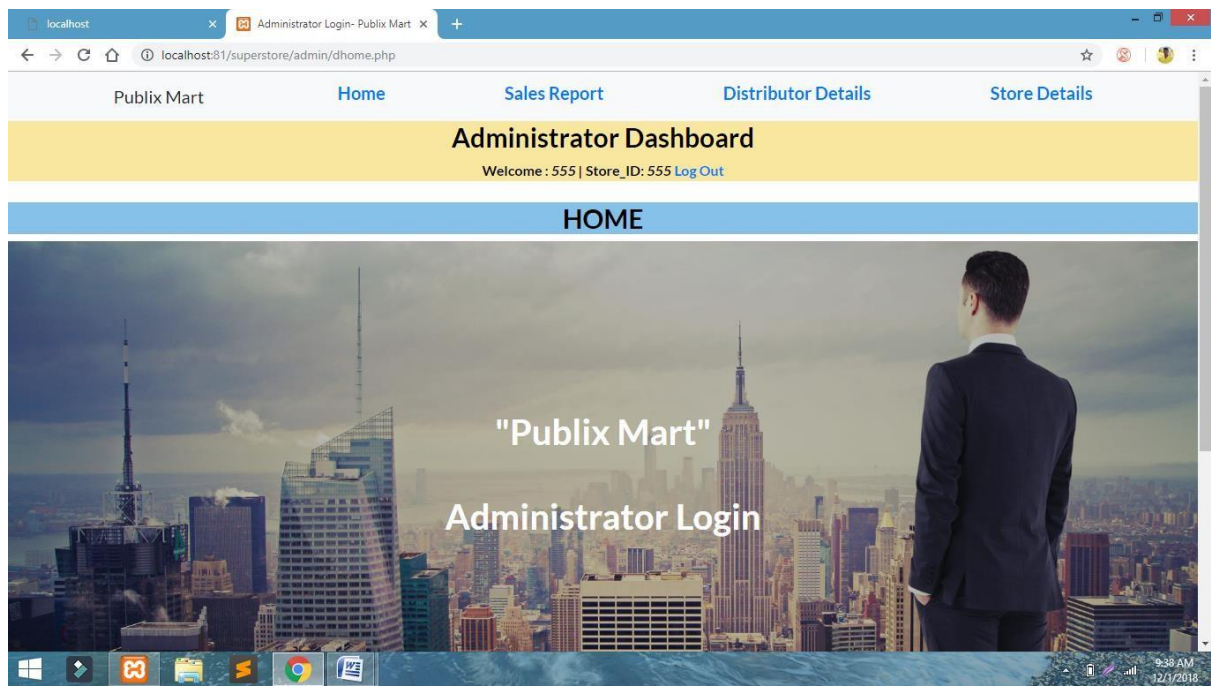 localhost
Administrator Login- Publix Mart
localhost:81/superstore/admin/dhome.php
Publix Mart Home Sales Report Distributor Details Store Details
Administrator Dashboard
Welcome : 555 | Store_ID: 555 Log Out
HOME
"Publix Mart"
Administrator Login
9:38 AM
12/1/2018